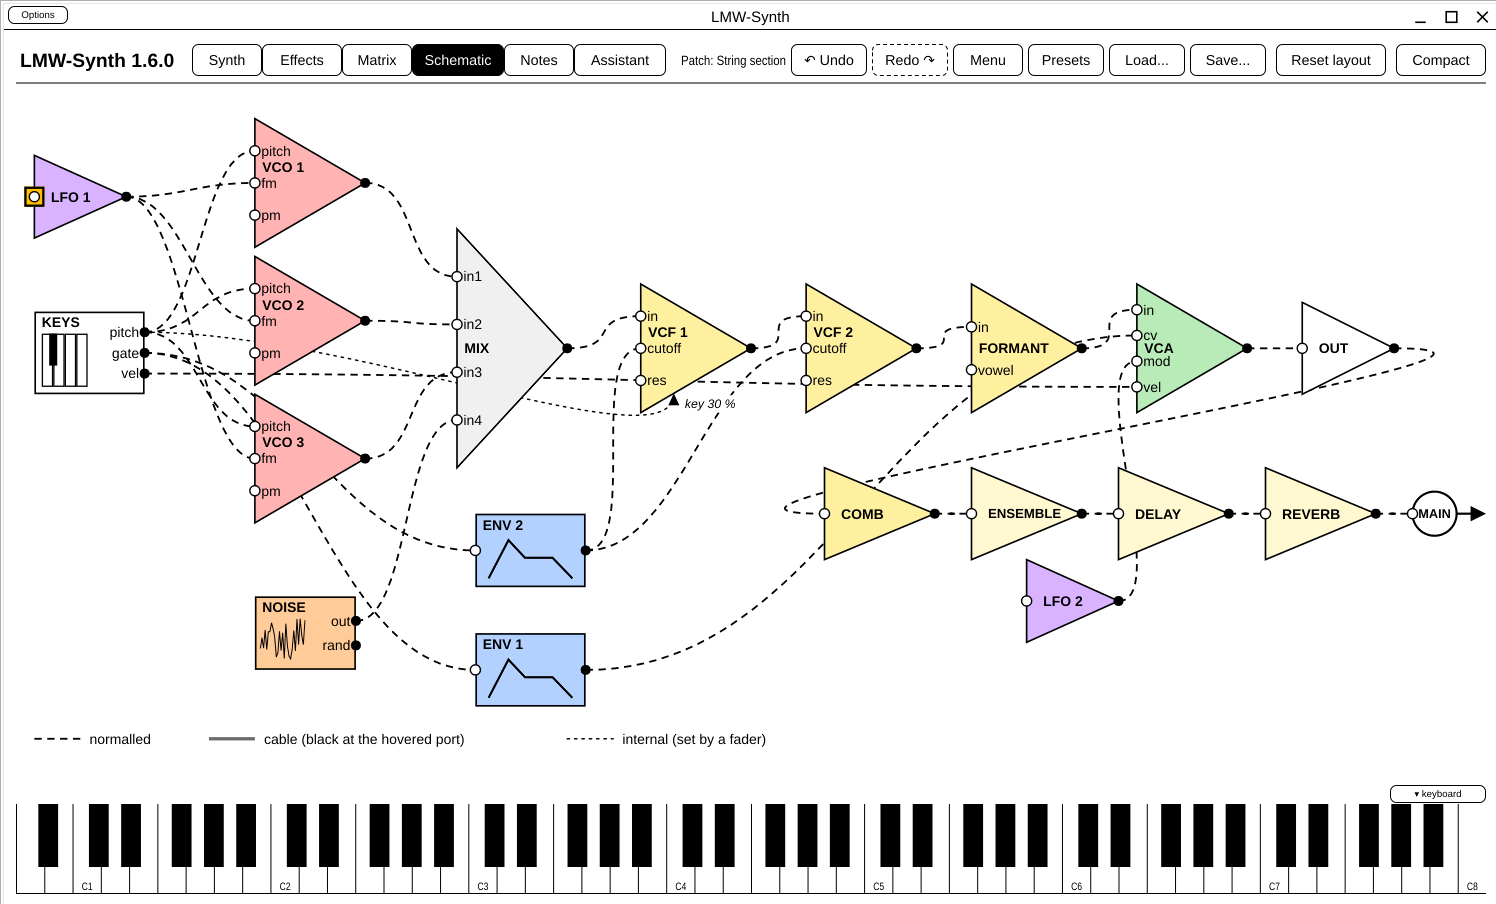 Options
LMW-Synth
LMW-Synth 1.6.0
Synth
Effects
Matrix
Schematic
Notes
Assistant
Patch: String section
↶ Undo
Redo ↷
Menu
Presets
Load...
Save...
Reset layout
Compact
LFO 1
pitch
VCO 1
fm
pm
KEYS
pitch
gate
vel
pitch
VCO 2
fm
pm
pitch
VCO 3
fm
pm
in1
in2
MIX
in3
in4
in
VCF 1
cutoff
res
key 30 %
in
VCF 2
cutoff
res
in
FORMANT
vowel
in
cv
VCA
mod
vel
OUT
COMB
ENSEMBLE
DELAY
REVERB
MAIN
LFO 2
ENV 2
NOISE
out
rand
ENV 1
normalled
cable (black at the hovered port)
internal (set by a fader)
▾ keyboard
C1
C2
C3
C4
C5
C6
C7
C8